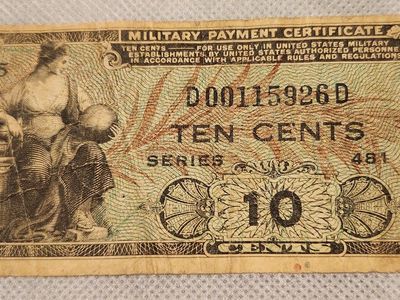 MILITARY PAYMENT CERTIFICATE
TEN CENTS — FOR USE ONLY IN UNITED STATES MILITARY
ESTABLISHMENTS BY UNITED STATES AUTHORIZED PERSONNEL
IN ACCORDANCE WITH APPLICABLE RULES AND REGULATIONS
D00115926D
TEN CENTS
SERIES 481
10
CENTS